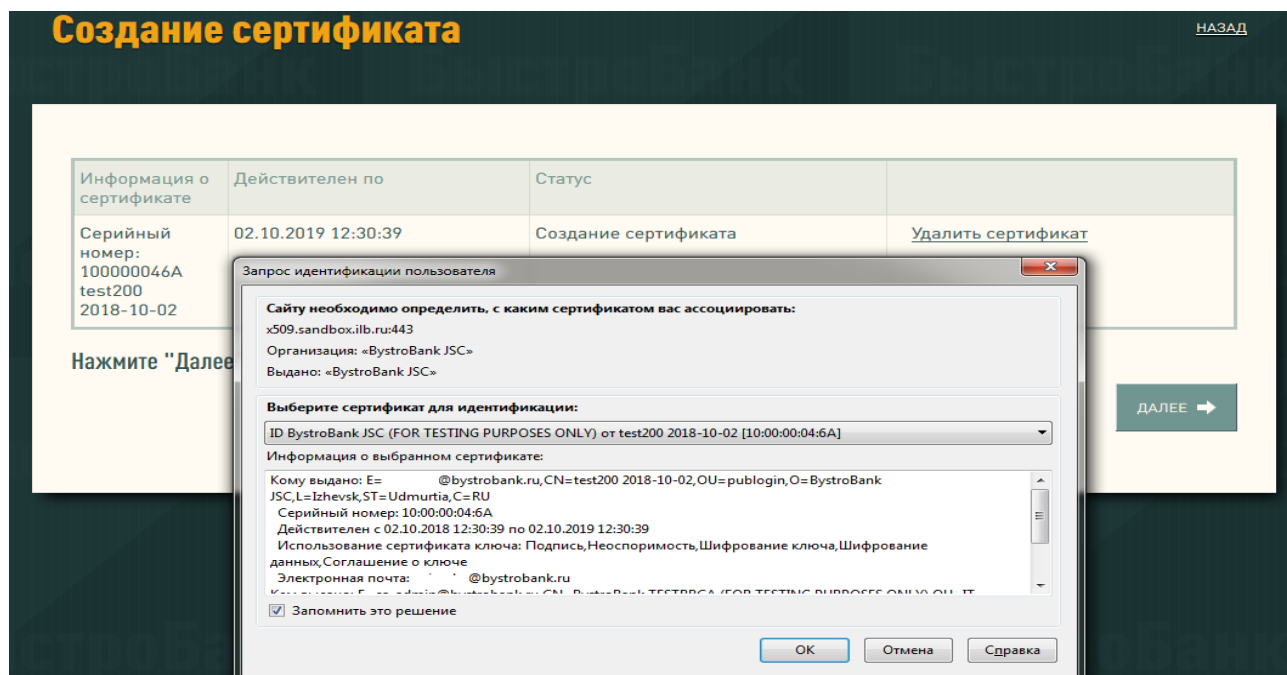 Создание сертификата
НАЗАД
Информация о сертификате
Действителен по
Статус
Серийный номер: 100000046A test200 2018-10-02
02.10.2019 12:30:39
Создание сертификата
Удалить сертификат
Нажмите "Далее
ДАЛЕЕ
Запрос идентификации пользователя
Сайту необходимо определить, с каким сертификатом вас ассоциировать:
x509.sandbox.ilb.ru:443
Организация: «BystroBank JSC»
Выдано: «BystroBank JSC»
Выберите сертификат для идентификации:
ID BystroBank JSC (FOR TESTING PURPOSES ONLY) от test200 2018-10-02 [10:00:00:04:6A]
Информация о выбранном сертификате:
Кому выдано: E= @bystrobank.ru,CN=test200 2018-10-02,OU=publogin,O=BystroBank
JSC,L=Izhevsk,ST=Udmurtia,C=RU
Серийный номер: 10:00:00:04:6A
Действителен с 02.10.2018 12:30:39 по 02.10.2019 12:30:39
Использование сертификата ключа: Подпись,Неоспоримость,Шифрование ключа,Шифрование
данных,Соглашение о ключе
Электронная почта: @bystrobank.ru
Запомнить это решение
ОК
Отмена
Справка